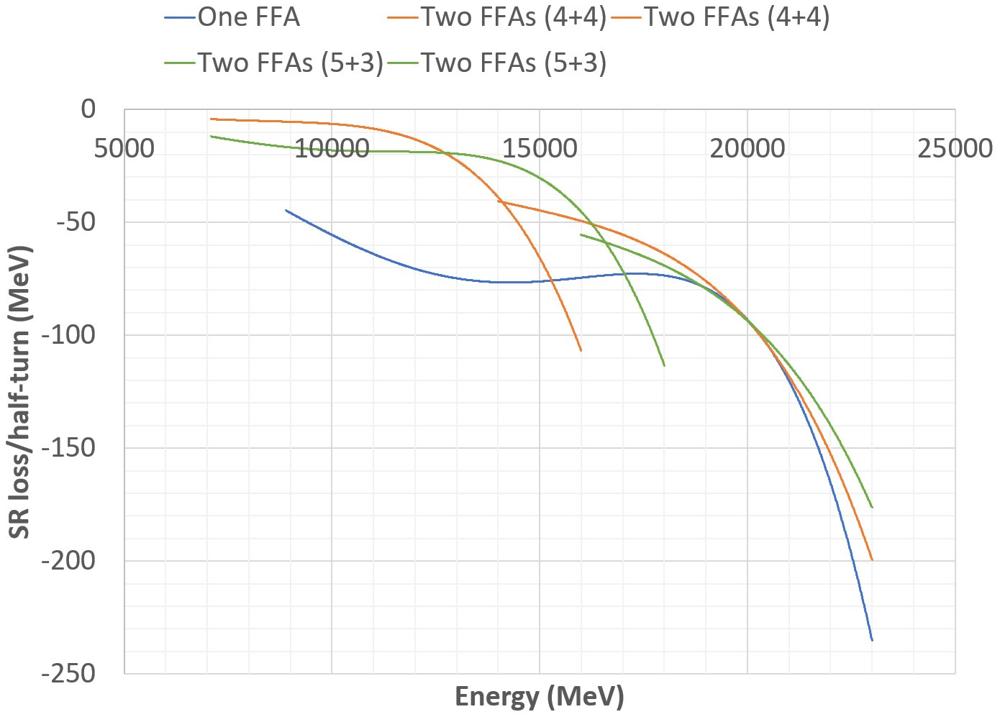 One FFA Two FFAs (4+4) Two FFAs (4+4)
Two FFAs (5+3) Two FFAs (5+3)
0
5000 10000 15000 20000 25000
-50
-100
-150
-200
-250
SR loss/half-turn (MeV)
Energy (MeV)